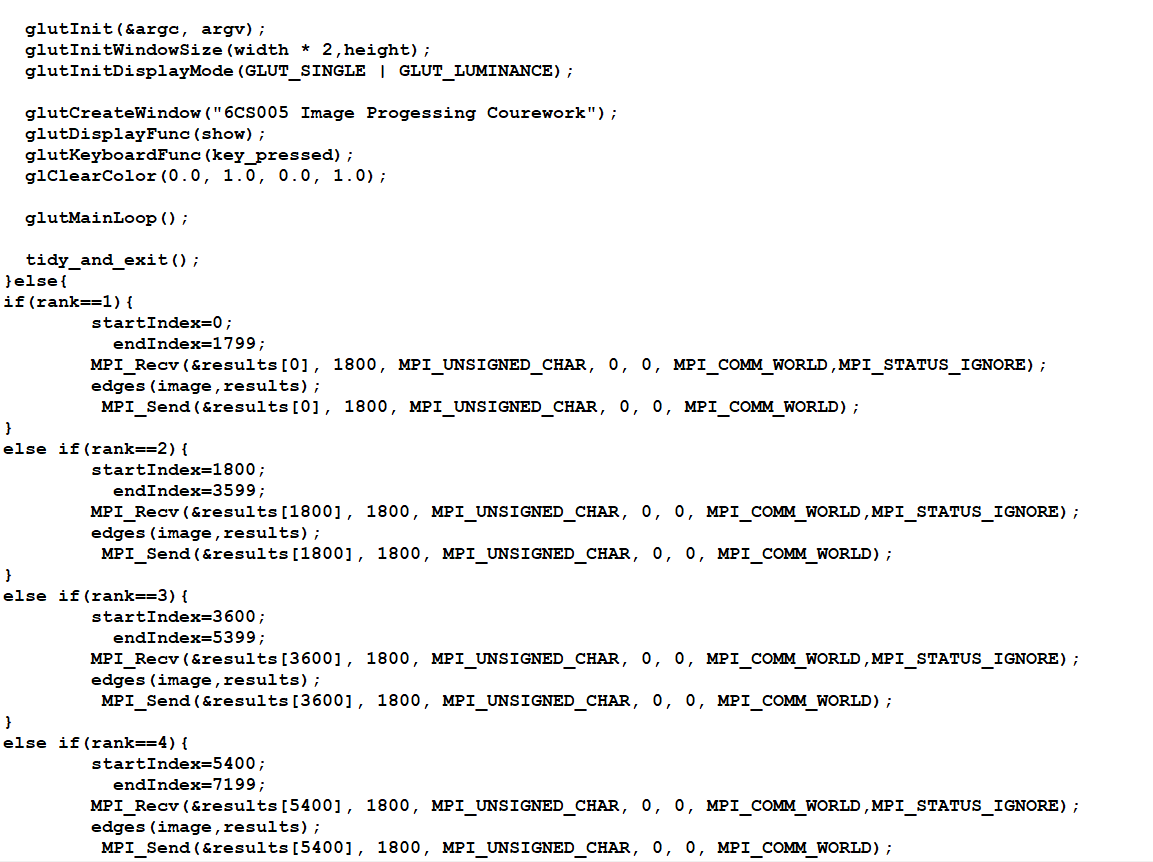 glutInit(&argc, argv);
glutInitWindowSize(width * 2,height);
glutInitDisplayMode(GLUT_SINGLE | GLUT_LUMINANCE);
glutCreateWindow("6CS005 Image Progessing Courework");
glutDisplayFunc(show);
glutKeyboardFunc(key_pressed);
glClearColor(0.0, 1.0, 0.0, 1.0);
glutMainLoop();
tidy_and_exit();
}else{
if(rank==1){
startIndex=0;
endIndex=1799;
MPI_Recv(&results[0], 1800, MPI_UNSIGNED_CHAR, 0, 0, MPI_COMM_WORLD,MPI_STATUS_IGNORE);
edges(image,results);
MPI_Send(&results[0], 1800, MPI_UNSIGNED_CHAR, 0, 0, MPI_COMM_WORLD);
}
else if(rank==2){
startIndex=1800;
endIndex=3599;
MPI_Recv(&results[1800], 1800, MPI_UNSIGNED_CHAR, 0, 0, MPI_COMM_WORLD,MPI_STATUS_IGNORE);
edges(image,results);
MPI_Send(&results[1800], 1800, MPI_UNSIGNED_CHAR, 0, 0, MPI_COMM_WORLD);
}
else if(rank==3){
startIndex=3600;
endIndex=5399;
MPI_Recv(&results[3600], 1800, MPI_UNSIGNED_CHAR, 0, 0, MPI_COMM_WORLD,MPI_STATUS_IGNORE);
edges(image,results);
MPI_Send(&results[3600], 1800, MPI_UNSIGNED_CHAR, 0, 0, MPI_COMM_WORLD);
}
else if(rank==4){
startIndex=5400;
endIndex=7199;
MPI_Recv(&results[5400], 1800, MPI_UNSIGNED_CHAR, 0, 0, MPI_COMM_WORLD,MPI_STATUS_IGNORE);
edges(image,results);
MPI_Send(&results[5400], 1800, MPI_UNSIGNED_CHAR, 0, 0, MPI_COMM_WORLD);